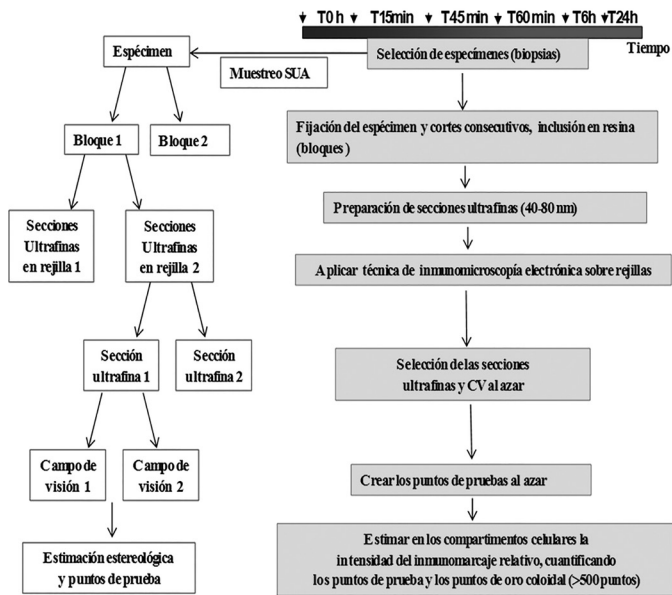 T0 h T15min T45 min T60 min T6h T24h
Tiempo
Espécimen
Muestreo SUA
Selección de especímenes (biopsias)
Bloque 1
Bloque 2
Fijación del espécimen y cortes consecutivos, inclusión en resina
(bloques)
Secciones
Ultrafinas
en rejilla 1
Secciones
Ultrafinas
en rejilla 2
Preparación de secciones ultrafinas (40-80 nm)
Aplicar técnica de inmunomicroscopía electrónica sobre rejillas
Sección
ultrafina 1
Sección
ultrafina 2
Selección de las secciones
ultrafinas y CV al azar
Campo de
visión 1
Campo de
visión 2
Crear los puntos de pruebas al azar
Estimación estereológica
y puntos de prueba
Estimar en los compartimentos celulares la
intensidad del inmunomarcaje relativo, cuantificando
los puntos de prueba y los puntos de oro coloidal (>500 puntos)